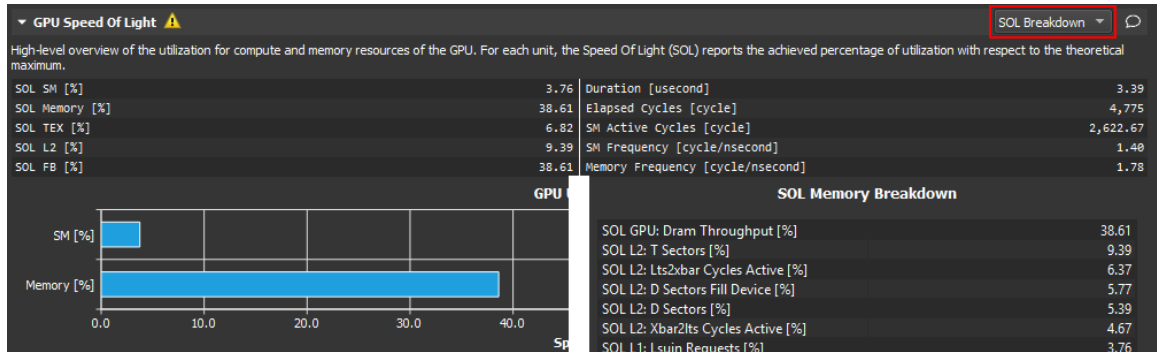 GPU Speed Of Light
SOL Breakdown
High-level overview of the utilization for compute and memory resources of the GPU. For each unit, the Speed Of Light (SOL) reports the achieved percentage of utilization with respect to the theoretical
maximum.
SOL SM [%] 3.76 Duration [usecond] 3.39
SOL Memory [%] 38.61 Elapsed Cycles [cycle] 4,775
SOL TEX [%] 6.82 SM Active Cycles [cycle] 2,622.67
SOL L2 [%] 9.39 SM Frequency [cycle/nsecond] 1.40
SOL FB [%] 38.61 Memory Frequency [cycle/nsecond] 1.78
GPU
SM [%]
Memory [%]
0.0 10.0 20.0 30.0 40.0
Sp
SOL Memory Breakdown
SOL GPU: Dram Throughput [%] 38.61
SOL L2: T Sectors [%] 9.39
SOL L2: Lts2xbar Cycles Active [%] 6.37
SOL L2: D Sectors Fill Device [%] 5.77
SOL L2: D Sectors [%] 5.39
SOL L2: Xbar2lts Cycles Active [%] 4.67
SOL L1: Lsuin Requests [%] 3.76